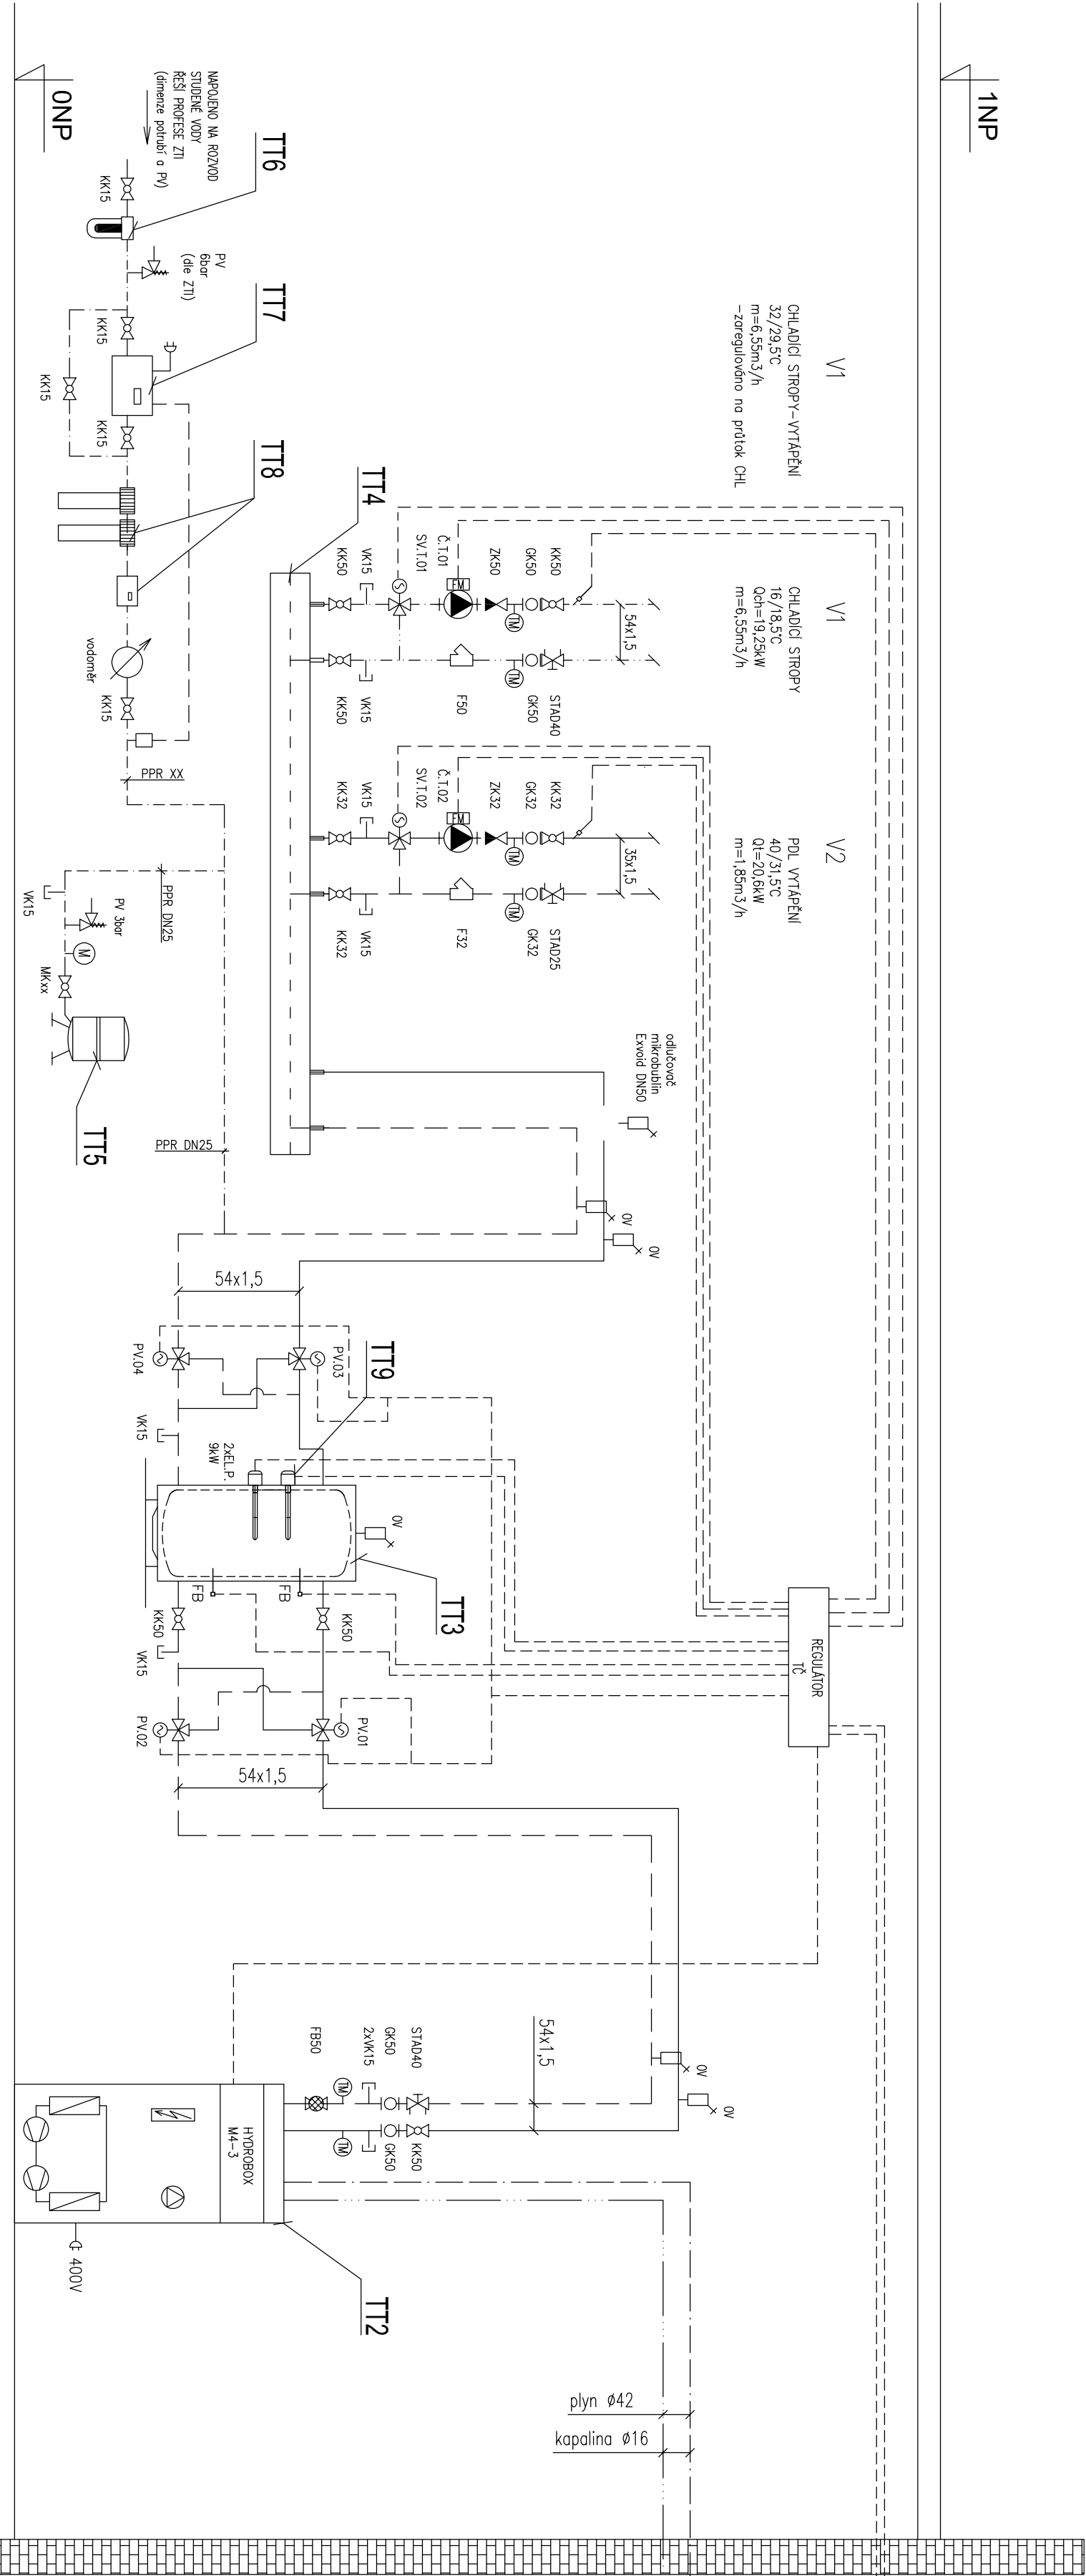 1NP
0NP
NAPOJENO NA ROZVOD
STUDENÉ VODY
ŘEŠÍ PROFESE ZTI
(dimenze potrubí a PV)
TT6
KK15
PV
6bar
(dle ZTI)
TT7
KK15
KK15
KK15
TT8
vodoměr
KK15
PPR XX
V1
CHLADÍCÍ STROPY-VYTÁPĚNÍ
32/29,5°C
m=6,55m3/h
-zaregulováno na průtok CHL
V1
CHLADÍCÍ STROPY
16/18,5°C
Qch=19,25kW
m=6,55m3/h
V2
PDL VYTÁPĚNÍ
40/31,5°C
Qt=20,6kW
m=1,85m3/h
TT4
KK50
VK15
SV.T.01
Č.T.01
FM
ZK50
TM
GK50
KK50
54x1,5
KK50
VK15
F50
TM
GK50
STAD40
KK32
VK15
SV.T.02
Č.T.02
FM
ZK32
TM
GK32
KK32
35x1,5
KK32
VK15
F32
TM
GK32
STAD25
PPR DN25
VK15
PV 3bar
M
MKxx
TT5
PPR DN25
odlučovač
mikrobublin
Exvoid DN50
OV
OV
54x1,5
PV.04
PV.03
TT9
VK15
2xEL.P.
9kW
OV
TT3
FB
FB
KK50
KK50
VK15
PV.02
PV.01
54x1,5
REGULÁTOR
TČ
OV
OV
54x1,5
STAD40
GK50
2xVK15
FB50
TM
TM
GK50
KK50
HYDROBOX
M4-3
400V
TT2
plyn ø42
kapalina ø16